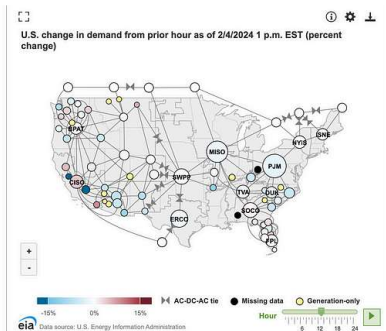 U.S. change in demand from prior hour as of 2/4/2024 1 p.m. EST (percent
change)
BPAT
ISNE
NYIS
MISO
PJM
CISO
SWPP
TVA
DUK
SOCO
ERCO
FPL
+
-
-15% 0% 15%
AC-DC-AC tie
Missing data
Generation-only
eia Data source: U.S. Energy Information Administration
Hour
6 12 18 24